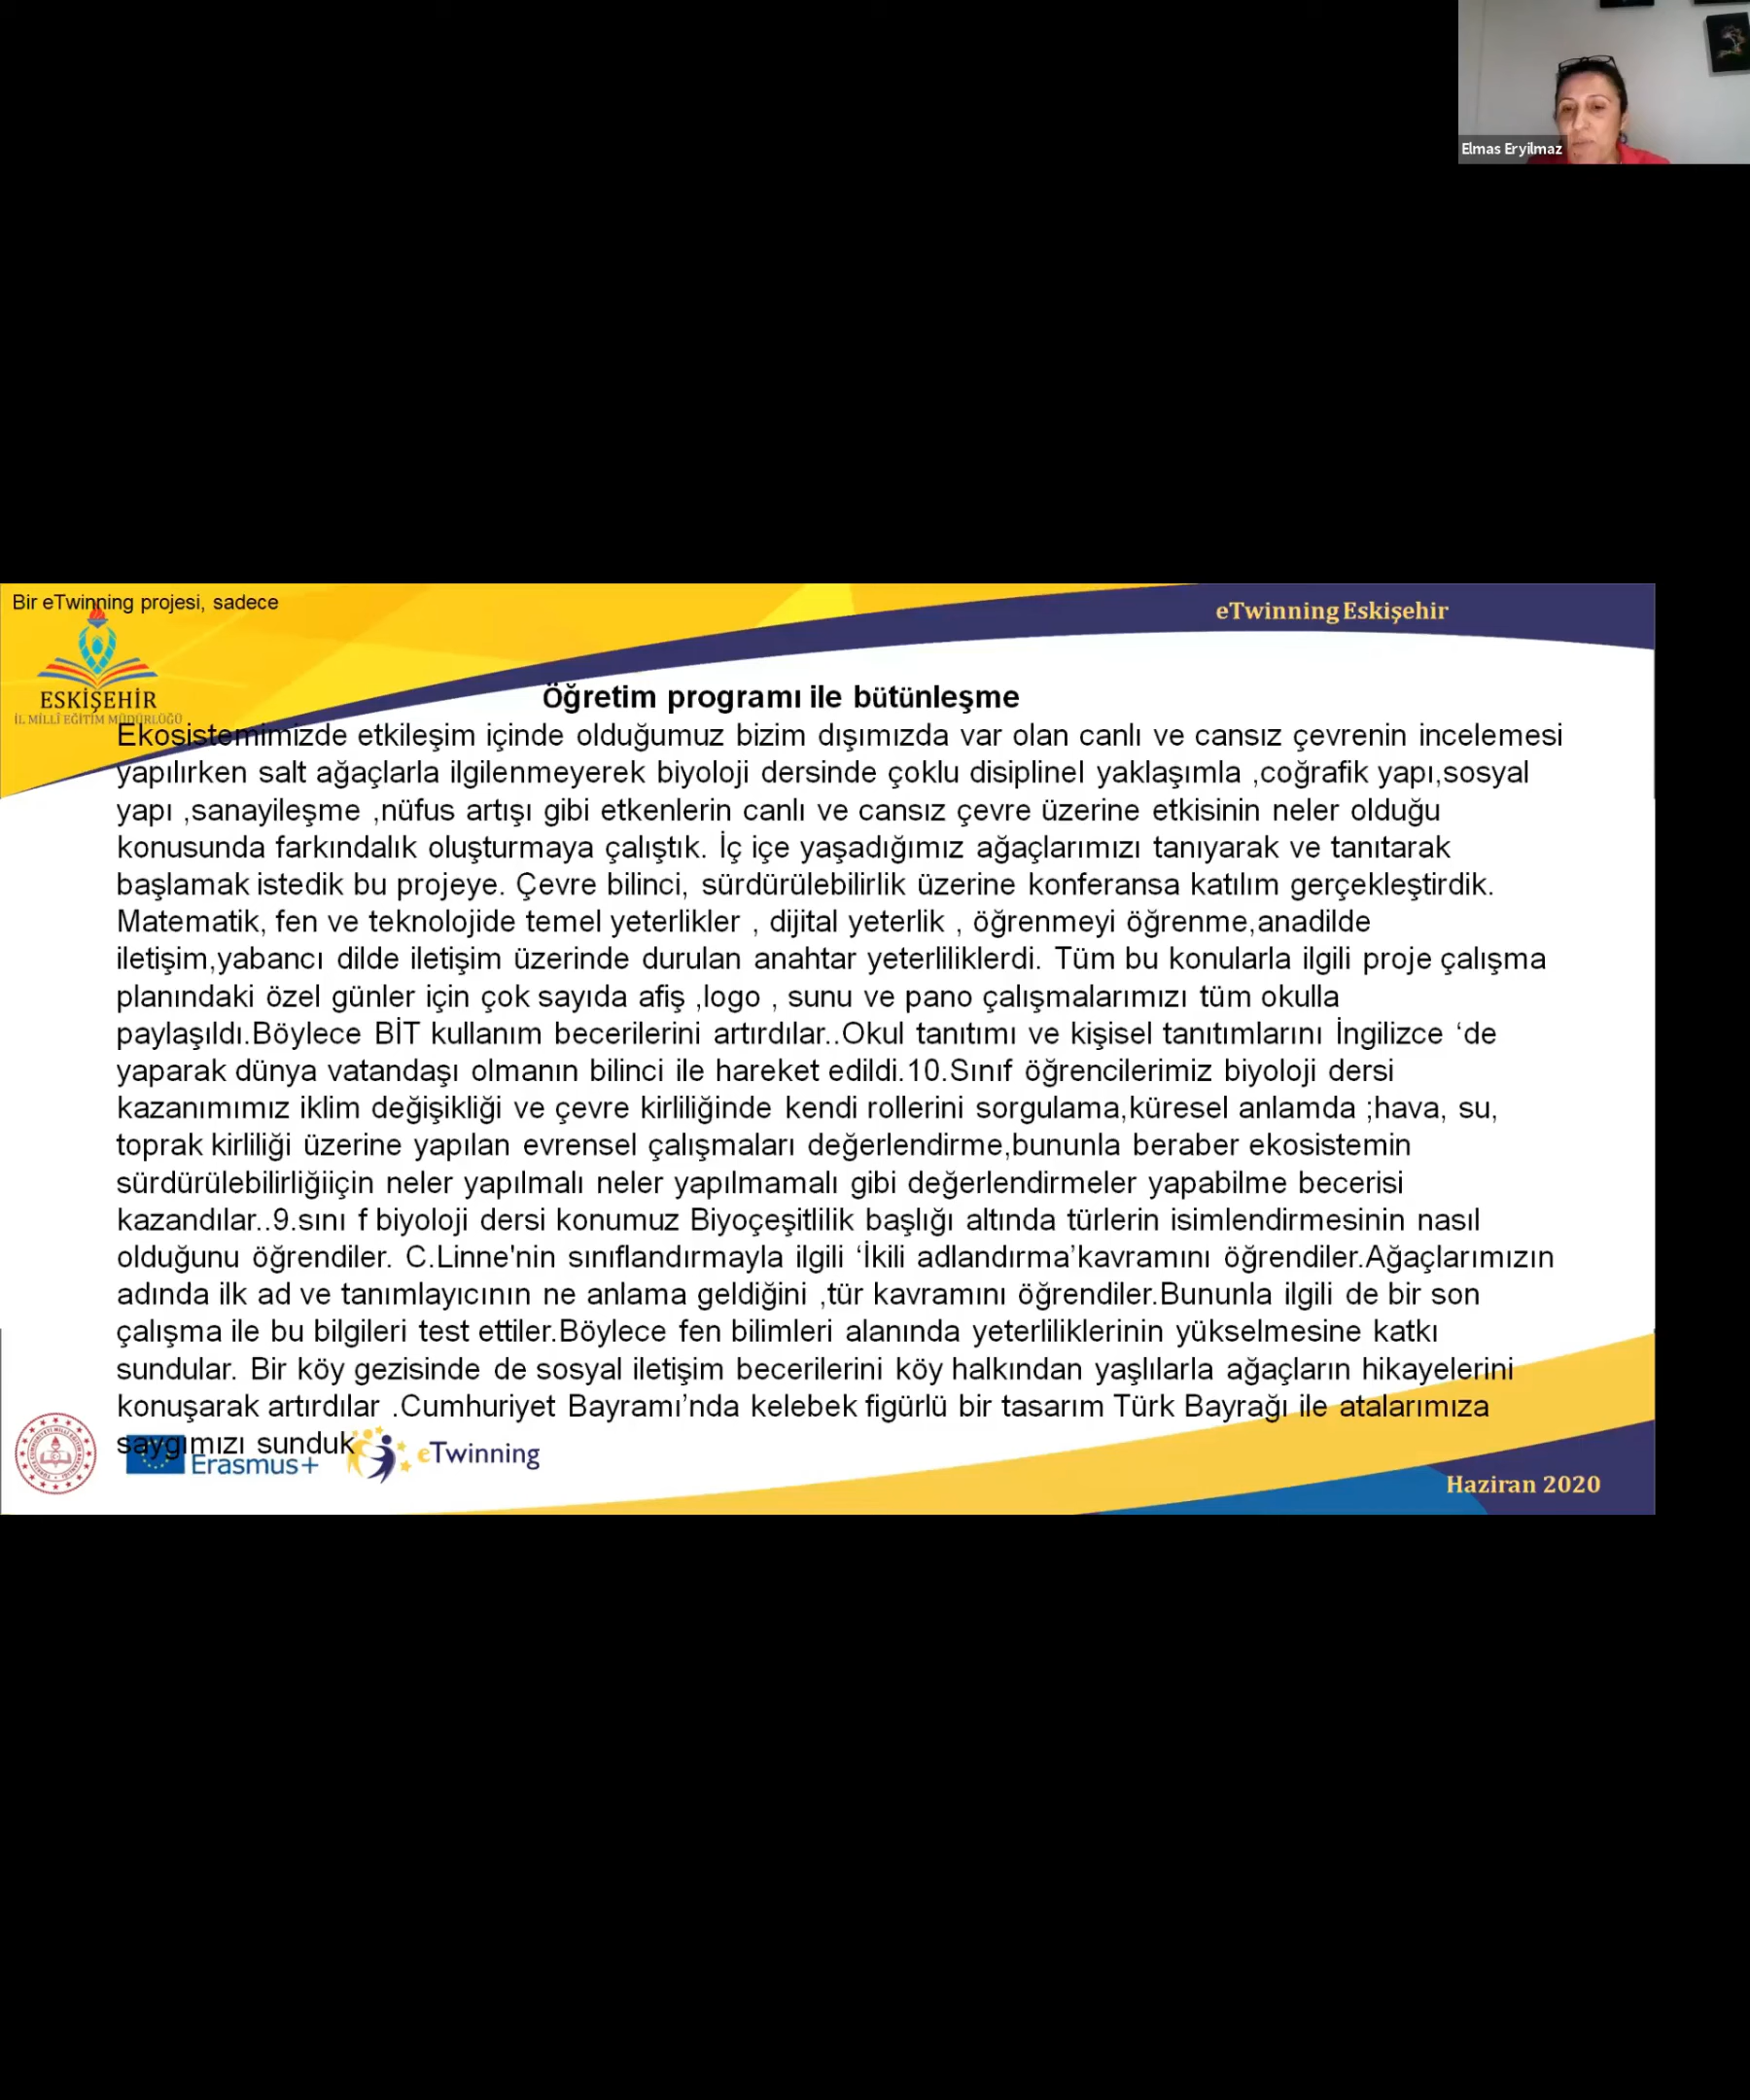 Elmas Eryilmaz
Bir eTwinning projesi, sadece
eTwinning Eskişehir
ESKİŞEHİR
İL MİLLÎ EĞİTİM MÜDÜRLÜĞÜ
Öğretim programı ile bütünleşme
Ekosistemimizde etkileşim içinde olduğumuz bizim dışımızda var olan canlı ve cansız çevrenin incelemesi
yapılırken salt ağaçlarla ilgilenmeyerek biyoloji dersinde çoklu disiplinel yaklaşımla ,coğrafik yapı,sosyal
yapı ,sanayileşme ,nüfus artışı gibi etkenlerin canlı ve cansız çevre üzerine etkisinin neler olduğu
konusunda farkındalık oluşturmaya çalıştık. İç içe yaşadığımız ağaçlarımızı tanıyarak ve tanıtarak
başlamak istedik bu projeye. Çevre bilinci, sürdürülebilirlik üzerine konferansa katılım gerçekleştirdik.
Matematik, fen ve teknolojide temel yeterlikler , dijital yeterlik , öğrenmeyi öğrenme,anadilde
iletişim,yabancı dilde iletişim üzerinde durulan anahtar yeterliliklerdi. Tüm bu konularla ilgili proje çalışma
planındaki özel günler için çok sayıda afiş ,logo , sunu ve pano çalışmalarımızı tüm okulla
paylaşıldı.Böylece BİT kullanım becerilerini artırdılar..Okul tanıtımı ve kişisel tanıtımlarını İngilizce ‘de
yaparak dünya vatandaşı olmanın bilinci ile hareket edildi.10.Sınıf öğrencilerimiz biyoloji dersi
kazanımımız iklim değişikliği ve çevre kirliliğinde kendi rollerini sorgulama,küresel anlamda ;hava, su,
toprak kirliliği üzerine yapılan evrensel çalışmaları değerlendirme,bununla beraber ekosistemin
sürdürülebilirliğiiçin neler yapılmalı neler yapılmamalı gibi değerlendirmeler yapabilme becerisi
kazandılar..9.sını f biyoloji dersi konumuz Biyoçeşitlilik başlığı altında türlerin isimlendirmesinin nasıl
olduğunu öğrendiler. C.Linne'nin sınıflandırmayla ilgili ‘İkili adlandırma’kavramını öğrendiler.Ağaçlarımızın
adında ilk ad ve tanımlayıcının ne anlama geldiğini ,tür kavramını öğrendiler.Bununla ilgili de bir son
çalışma ile bu bilgileri test ettiler.Böylece fen bilimleri alanında yeterliliklerinin yükselmesine katkı
sundular. Bir köy gezisinde de sosyal iletişim becerilerini köy halkından yaşlılarla ağaçların hikayelerini
konuşarak artırdılar .Cumhuriyet Bayramı’nda kelebek figürlü bir tasarım Türk Bayrağı ile atalarımıza
saygımızı sunduk
Erasmus+
eTwinning
Haziran 2020